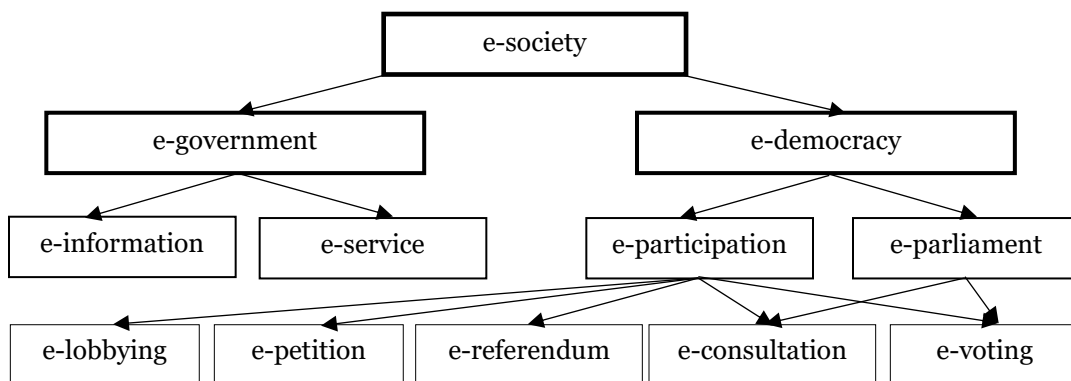 e-society
e-government
e-democracy
e-information
e-service
e-participation
e-parliament
e-lobbying
e-petition
e-referendum
e-consultation
e-voting